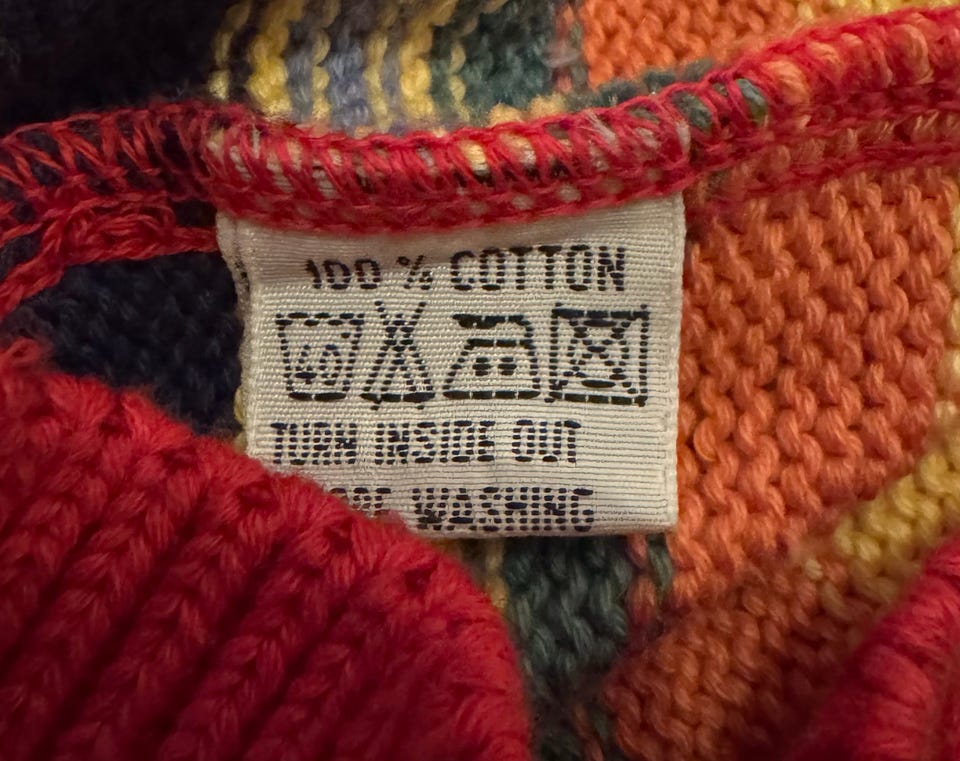 100 % COTTON
40
TURN INSIDE OUT
WASHING